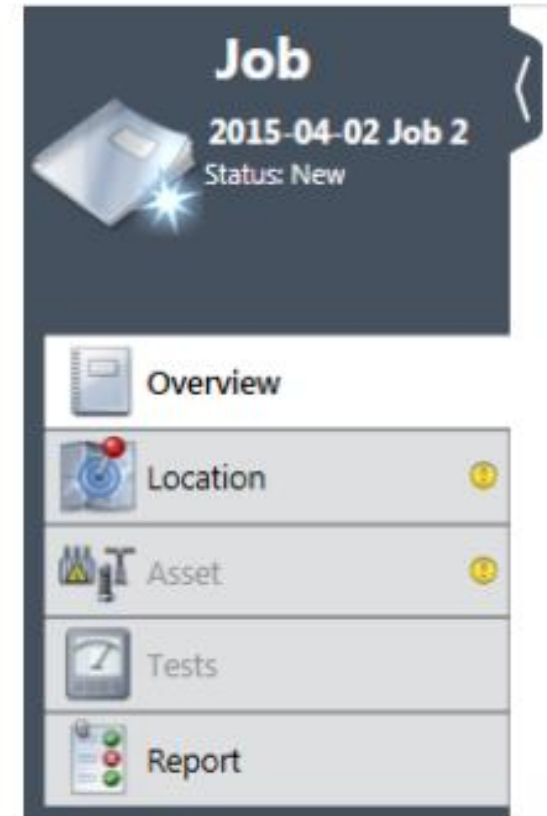 Job
2015-04-02 Job 2
Status: New
Overview
Location
Asset
Tests
Report